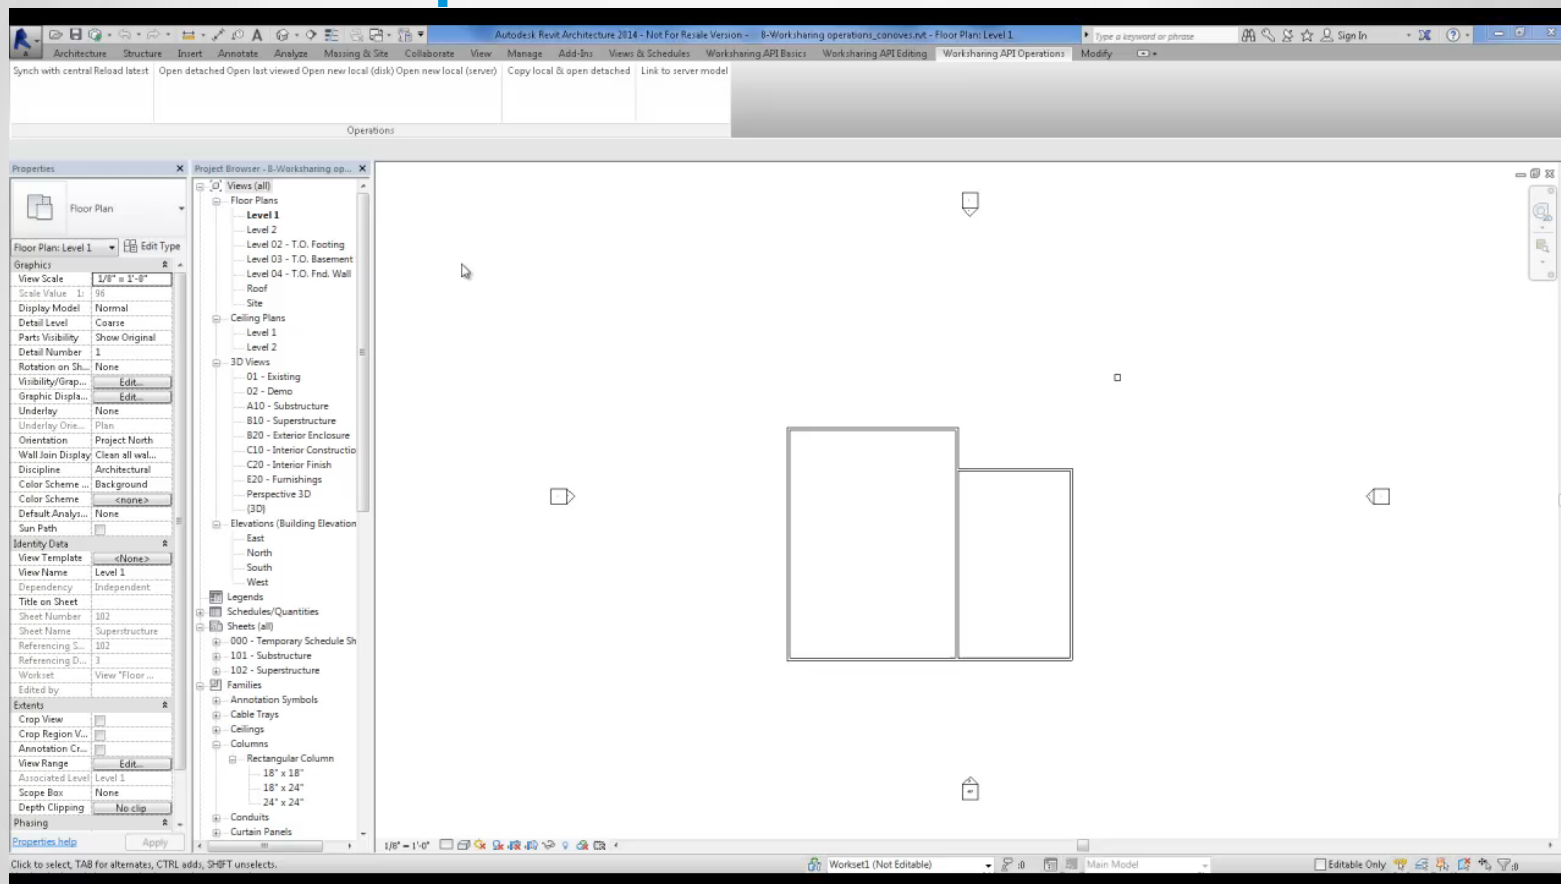 Autodesk Revit Architecture 2014 - Not For Resale Version - 8-Worksharing operations_conoves.rvt - Floor Plan: Level 1
Type a keyword or phrase
Sign In
Architecture Structure Insert Annotate Analyze Massing & Site Collaborate View Manage Add-Ins Views & Schedules Worksharing API Basics Worksharing API Editing Worksharing API Operations Modify
Synch with central Reload latest Open detached Open last viewed Open new local (disk) Open new local (server) Copy local & open detached Link to server model
Operations
Properties
Floor Plan
Floor Plan: Level 1 Edit Type
Graphics
View Scale 1/8" = 1'-0"
Scale Value 1: 96
Display Model Normal
Detail Level Coarse
Parts Visibility Show Original
Detail Number 1
Rotation on Sh... None
Visibility/Grap... Edit...
Graphic Displa... Edit...
Underlay None
Underlay Orie... Plan
Orientation Project North
Wall Join Display Clean all wal...
Discipline Architectural
Color Scheme ... Background
Color Scheme <none>
Default Analys... None
Sun Path
Identity Data
View Template <None>
View Name Level 1
Dependency Independent
Title on Sheet
Sheet Number 102
Sheet Name Superstructure
Referencing S... 102
Referencing D... 3
Workset View "Floor ...
Edited by
Extents
Crop View
Crop Region V...
Annotation Cr...
View Range Edit...
Associated Level Level 1
Scope Box None
Depth Clipping No clip
Phasing
Properties help Apply
Project Browser - 8-Worksharing op...
Views (all)
Floor Plans
Level 1
Level 2
Level 02 - T.O. Footing
Level 03 - T.O. Basement
Level 04 - T.O. Fnd. Wall
Roof
Site
Ceiling Plans
Level 1
Level 2
3D Views
01 - Existing
02 - Demo
A10 - Substructure
B10 - Superstructure
B20 - Exterior Enclosure
C10 - Interior Constructio
C20 - Interior Finish
E20 - Furnishings
Perspective 3D
{3D}
Elevations (Building Elevation
East
North
South
West
Legends
Schedules/Quantities
Sheets (all)
000 - Temporary Schedule Sh
101 - Substructure
102 - Superstructure
Families
Annotation Symbols
Cable Trays
Ceilings
Columns
Rectangular Column
18" x 18"
18" x 24"
24" x 24"
Conduits
Curtain Panels
1/8" = 1'-0"
Click to select, TAB for alternates, CTRL adds, SHIFT unselects.
Workset1 (Not Editable)
:0
Main Model
Editable Only
:0